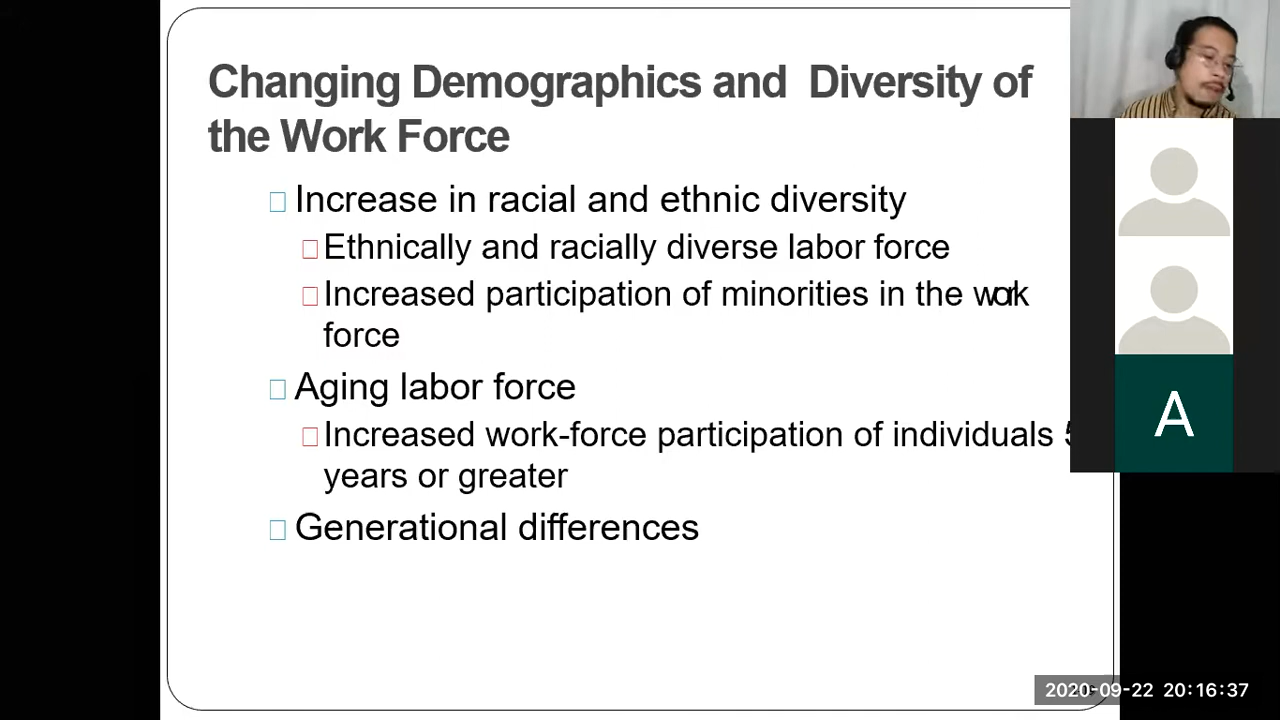 Changing Demographics and Diversity of
the Work Force
Increase in racial and ethnic diversity
Ethnically and racially diverse labor force
Increased participation of minorities in the work
force
Aging labor force
Increased work-force participation of individuals
years or greater
Generational differences
A
2020-09-22 20:16:37